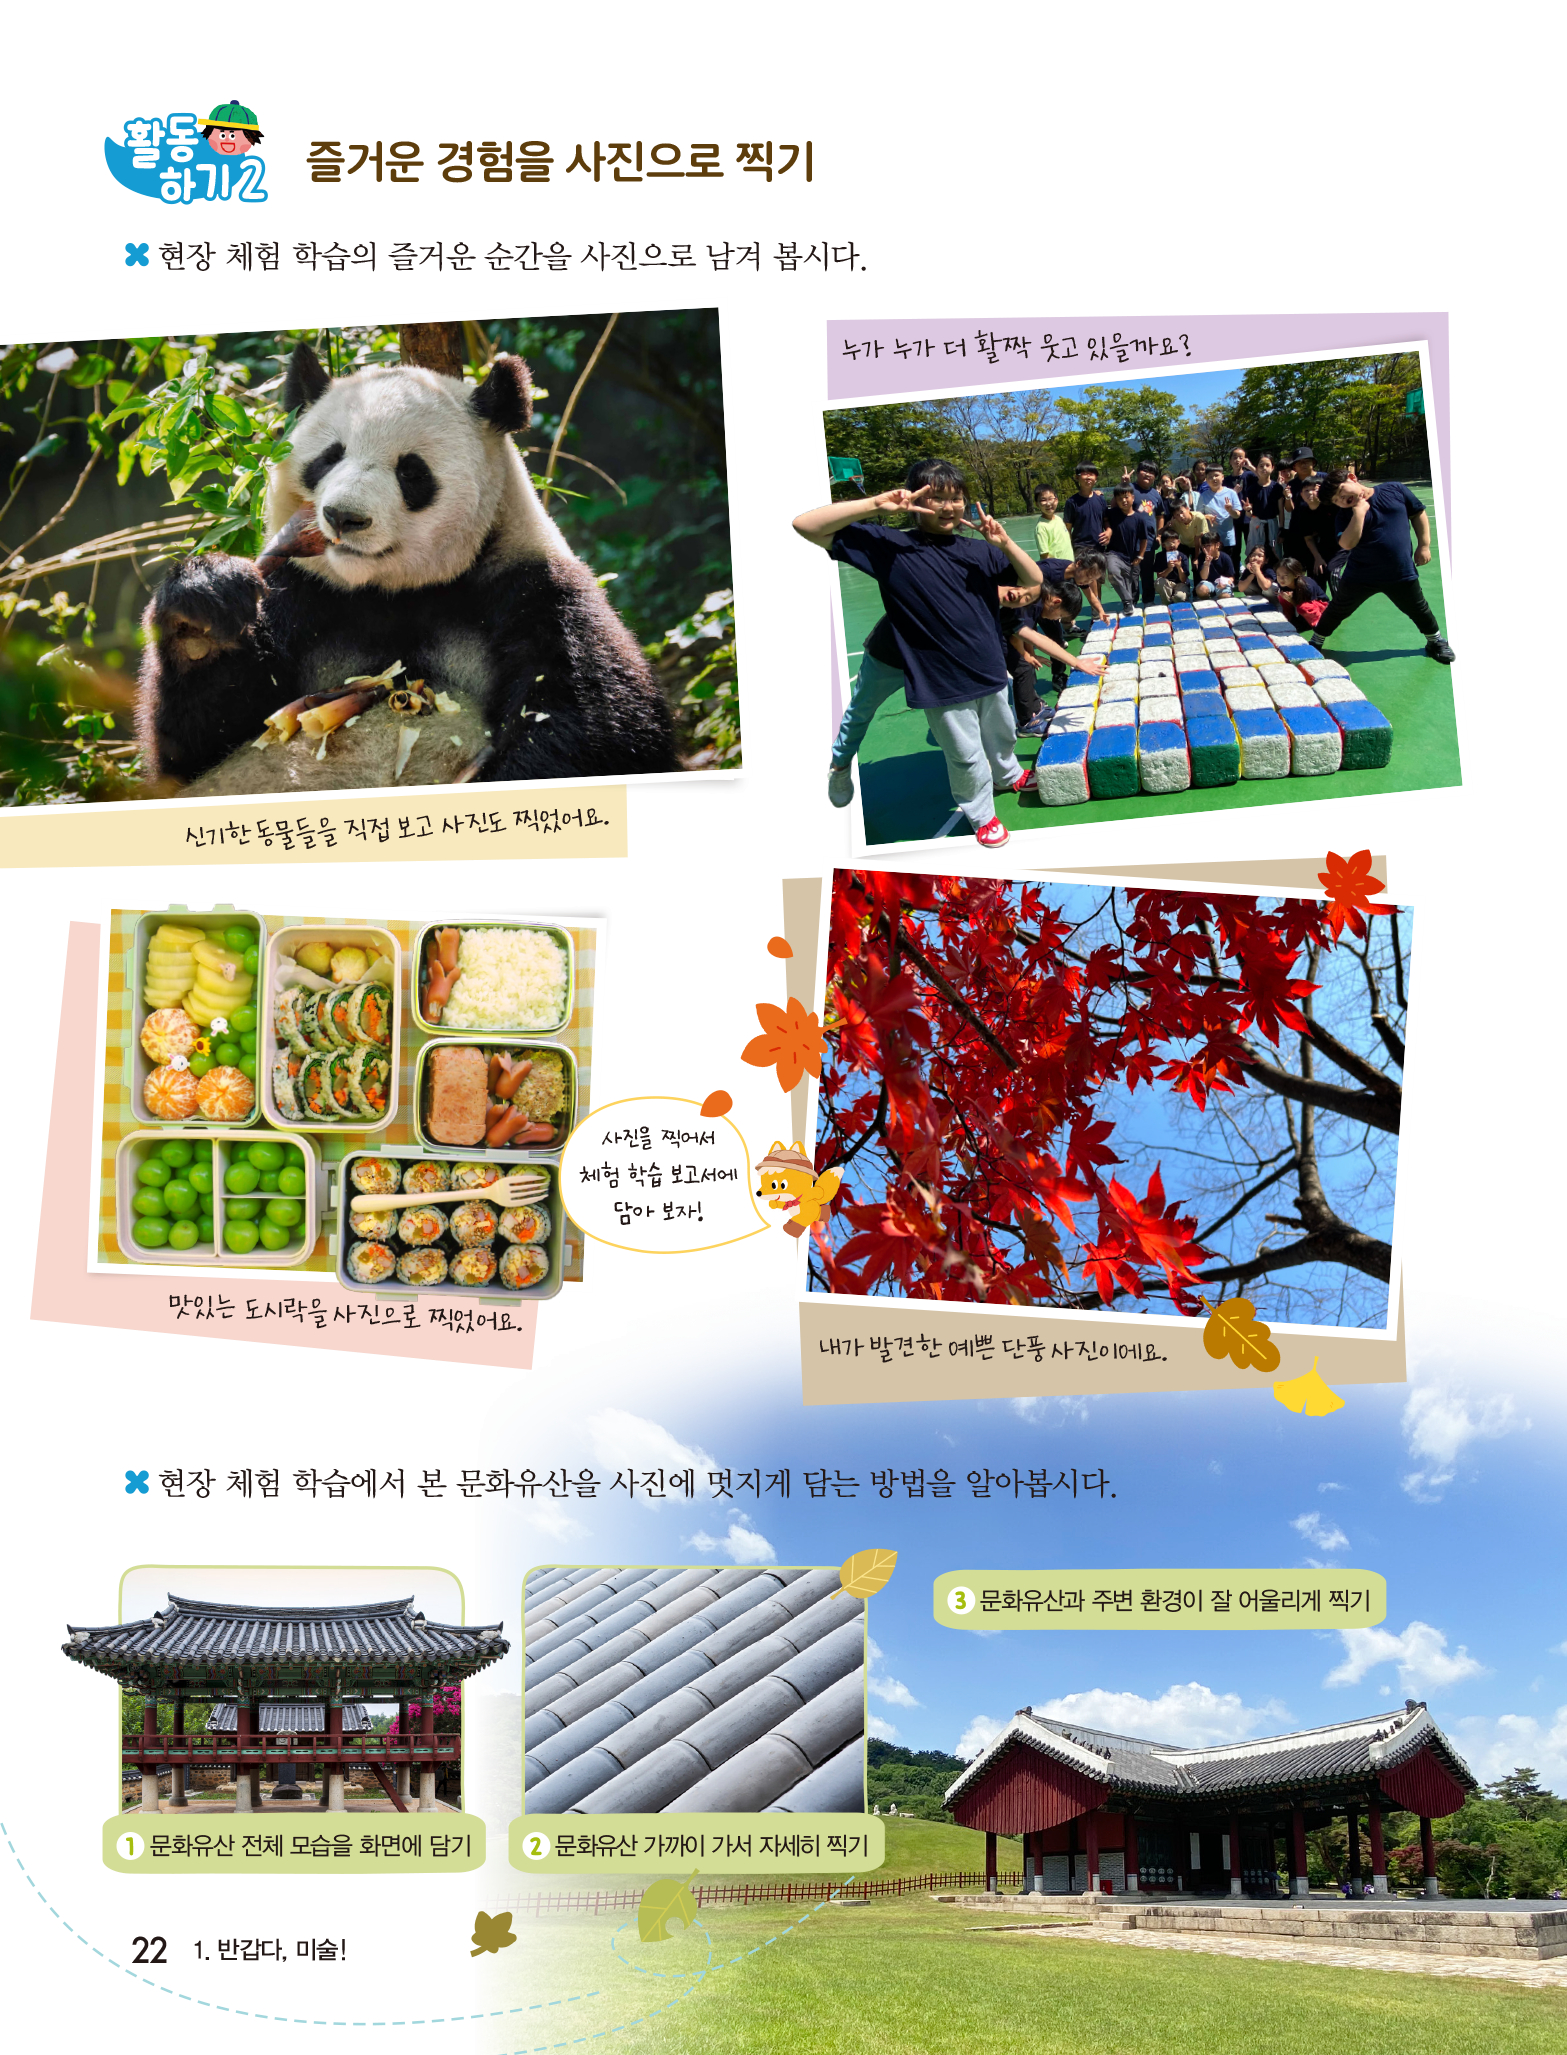 활동
하기2
즐거운 경험을 사진으로 찍기
현장 체험 학습의 즐거운 순간을 사진으로 남겨 봅시다.
누가 누가 더 활짝 웃고 있을까요?
신기한 동물들을 직접 보고 사진도 찍었어요.
사진을 찍어서
체험 학습 보고서에
담아 보자!
맛있는 도시락을 사진으로 찍었어요.
내가 발견한 예쁜 단풍 사진이에요.
현장 체험 학습에서 본 문화유산을 사진에 멋지게 담는 방법을 알아봅시다.
1 문화유산 전체 모습을 화면에 담기
2 문화유산 가까이 가서 자세히 찍기
3 문화유산과 주변 환경이 잘 어울리게 찍기
22 1. 반갑다, 미술!